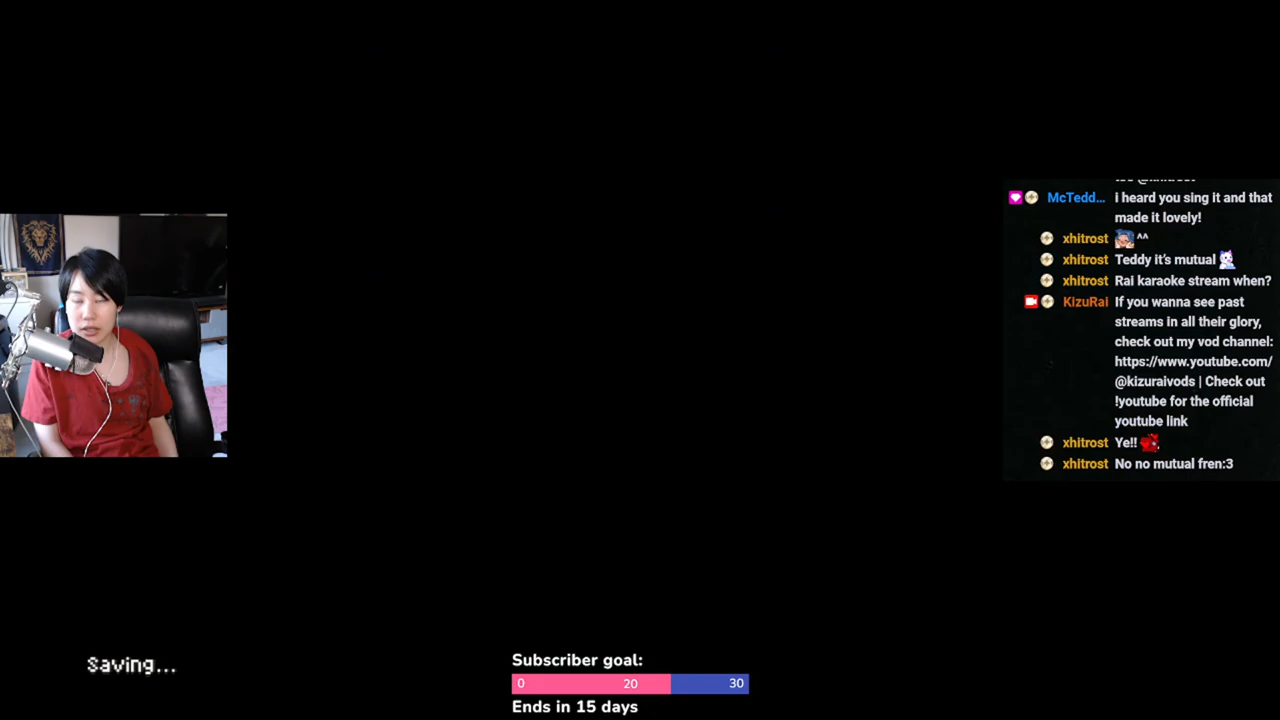 McTedd... i heard you sing it and that
made it lovely!
xhitrost ^^
xhitrost Teddy it’s mutual
xhitrost Rai karaoke stream when?
KizuRai If you wanna see past
streams in all their glory,
check out my vod channel:
https://www.youtube.com/
@kizuraivods | Check out
!youtube for the official
youtube link
xhitrost Ye!!
xhitrost No no mutual fren:3
Saving...
Subscriber goal:
0 20 30
Ends in 15 days